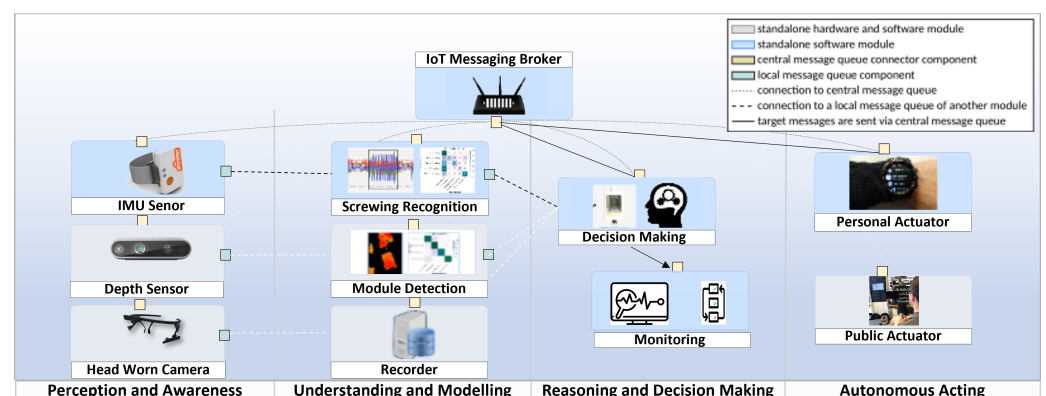 standalone hardware and software module
standalone software module
central message queue connector component
local message queue component
connection to central message queue
connection to a local message queue of another module
target messages are sent via central message queue
IoT Messaging Broker
IMU Senor
Screwing Recognition
Decision Making
Personal Actuator
Depth Sensor
Module Detection
Monitoring
Public Actuator
Head Worn Camera
Recorder
Perception and Awareness
Understanding and Modelling
Reasoning and Decision Making
Autonomous Acting